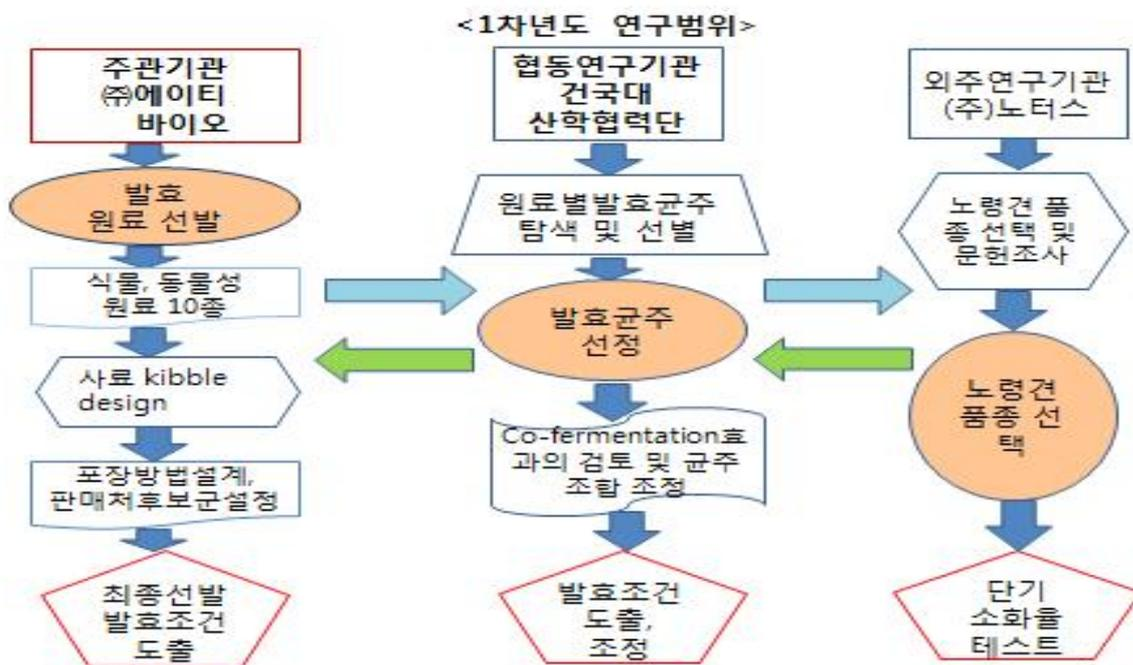 <1차년도 연구범위>
주관기관
㈜에이티
바이오
발효
원료 선발
식물, 동물성
원료 10종
사료 kibble
design
포장방법설계,
판매처후보군설정
최종선발
발효조건
도출
협동연구기관
건국대
산학협력단
원료별발효균주
탐색 및 선별
발효균주
선정
Co-fermentation효
과의 검토 및 균주
조합 조정
발효조건
도출,
조정
외주연구기관
(주)노터스
노령견 품
종 선택 및
문헌조사
노령견
품종 선
택
단기
소화율
테스트